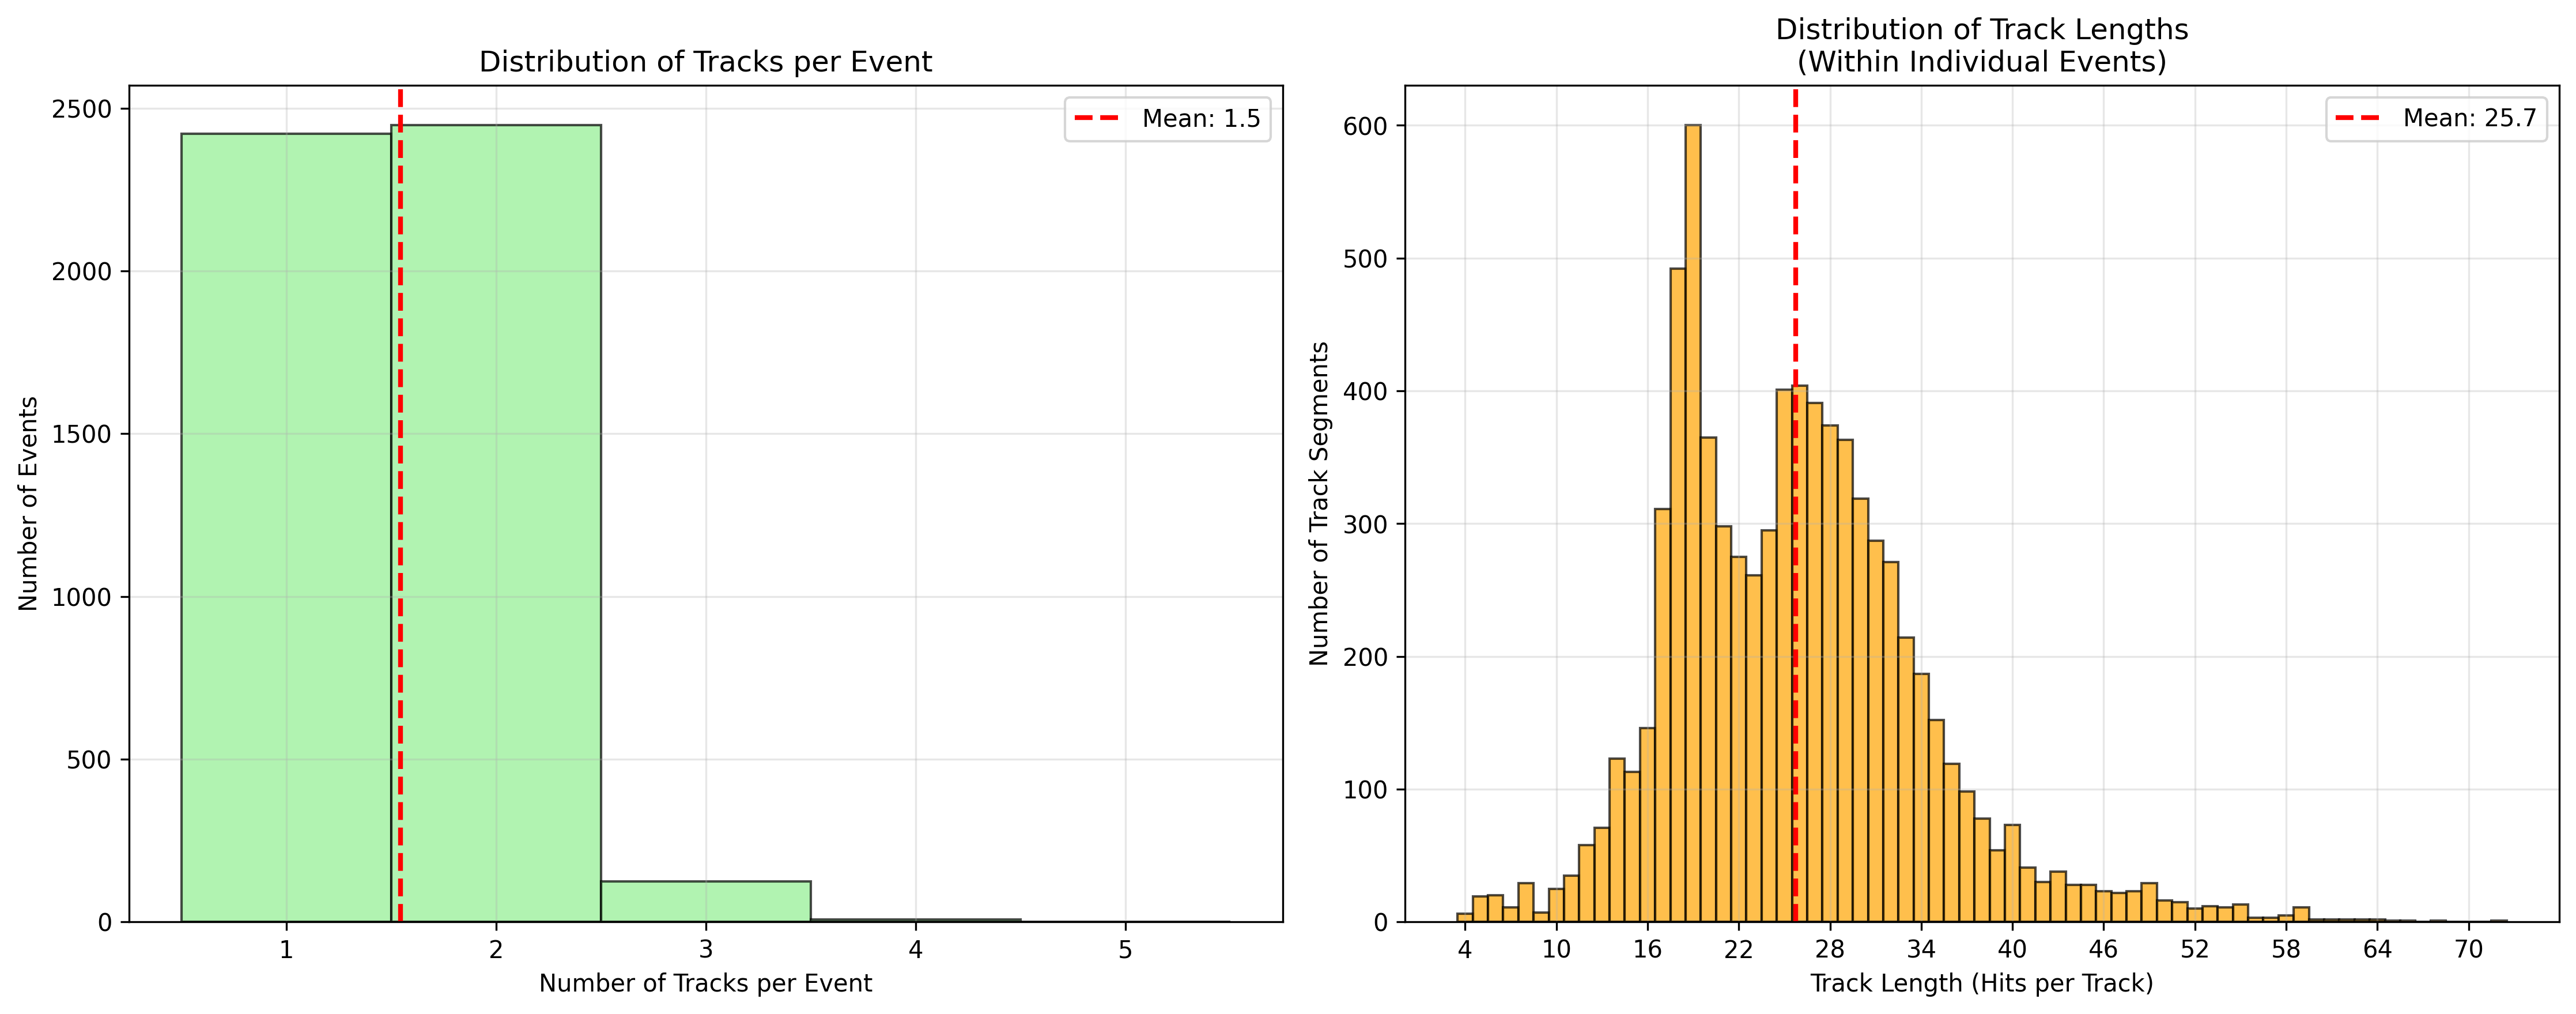 Distribution of Tracks per Event
Mean: 1.5
2500
2000
1500
1000
500
0
Number of Events
1 2 3 4 5
Number of Tracks per Event
Distribution of Track Lengths
(Within Individual Events)
Mean: 25.7
600
500
400
300
200
100
0
Number of Track Segments
4 10 16 22 28 34 40 46 52 58 64 70
Track Length (Hits per Track)